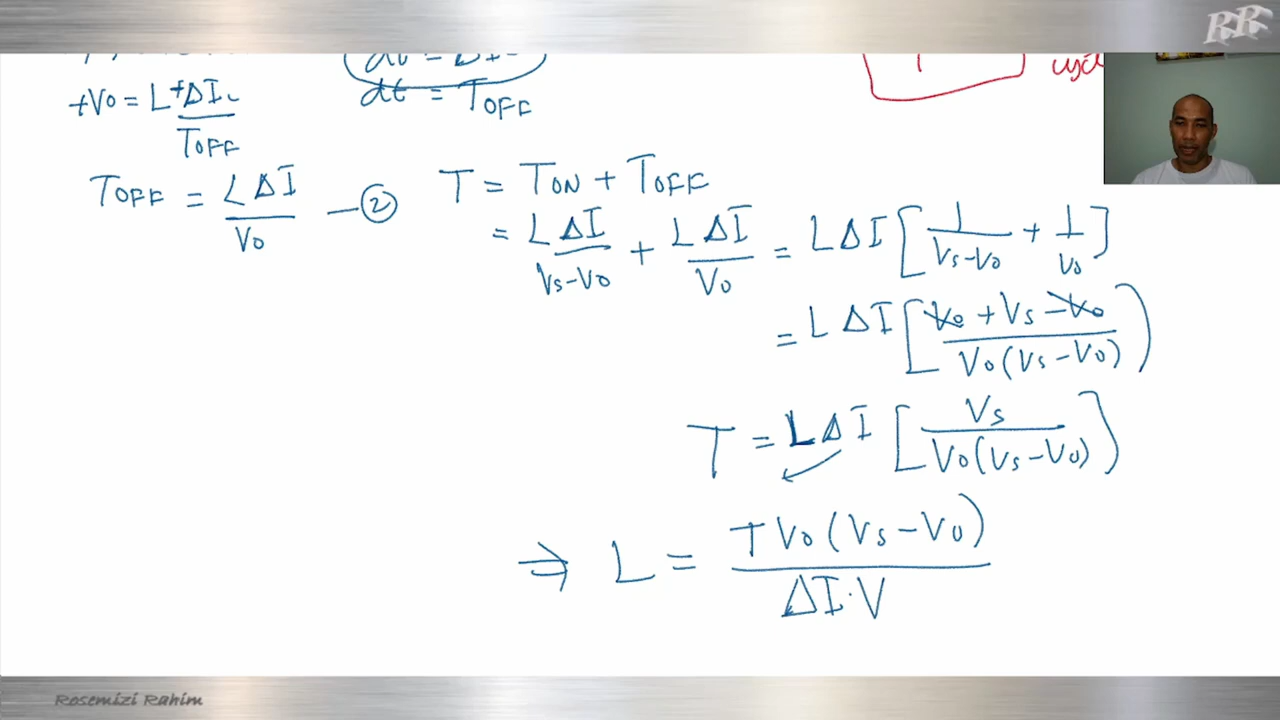 RR
+Vo = L +ΔIL / TOFF
dt = TOFF
TOFF = LΔI / Vo — ②
T = TON + TOFF
= LΔI / Vs-Vo + LΔI / Vo = LΔI [ 1 / Vs-Vo + 1 / Vo ]
= LΔI [ Vo + Vs - Vo / Vo(Vs-Vo) ]
T = LΔI [ Vs / Vo(Vs-Vo) ]
⇒ L = TVo(Vs-Vo) / ΔI·V
Rosemizi Rahim